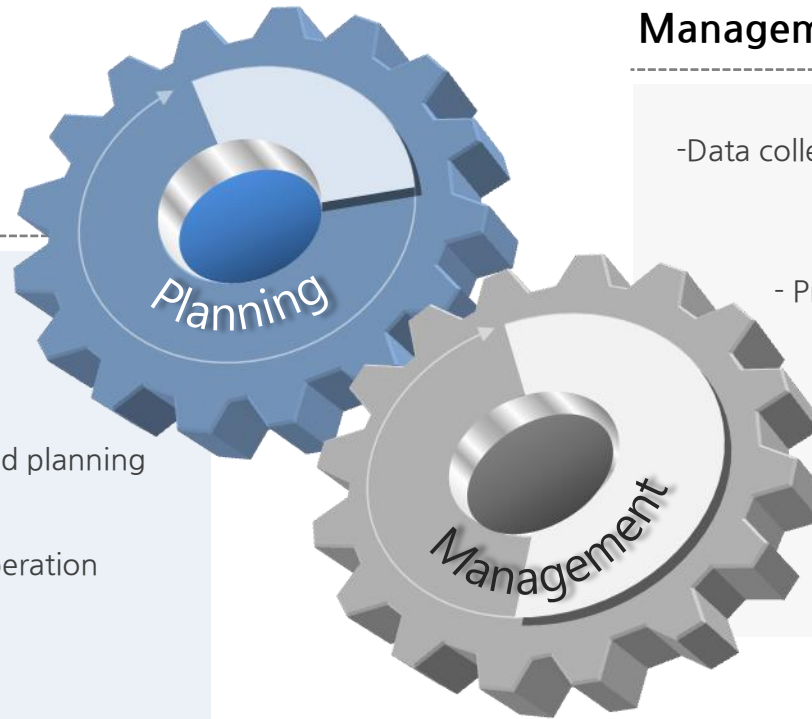 Managem
-Data colle
- P
Planning
d planning
eration
Management